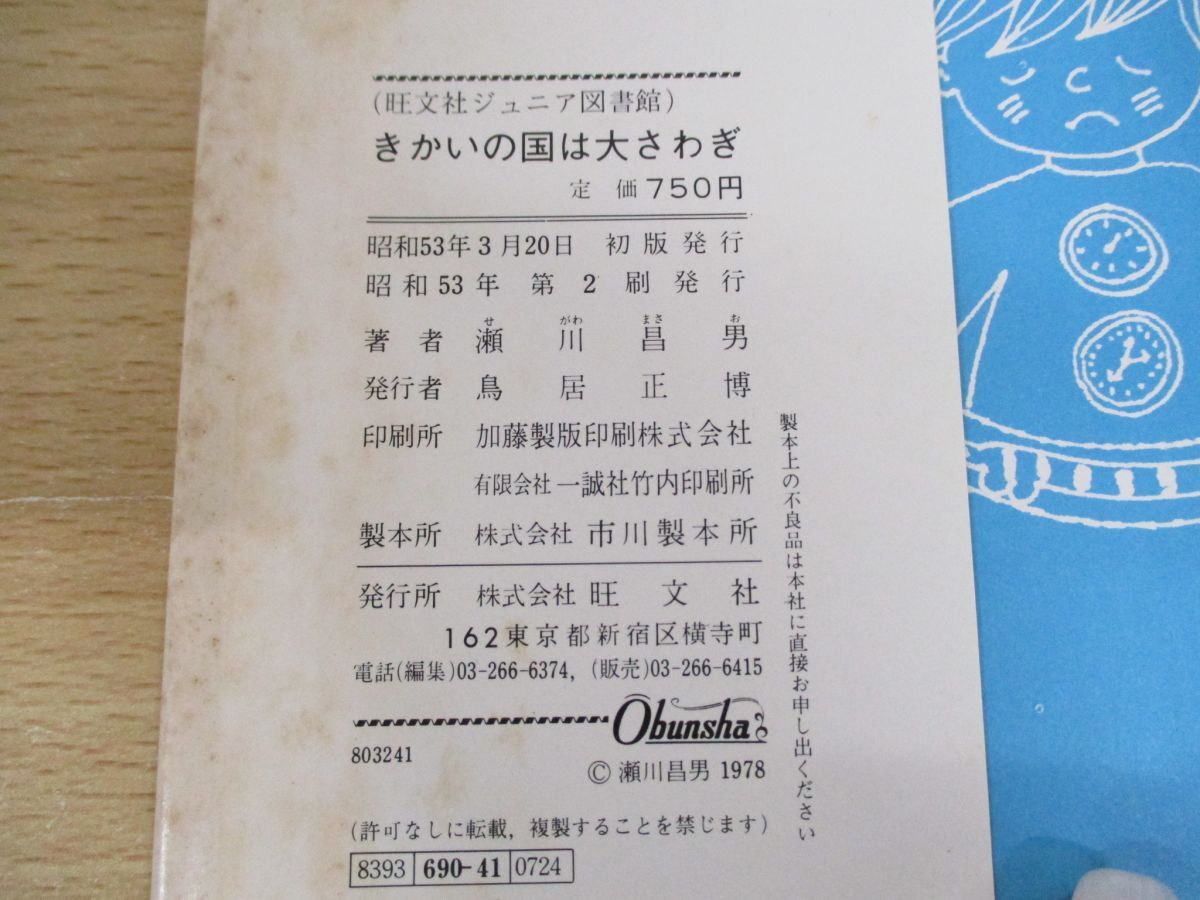 (旺文社ジュニア図書館)
きかいの国は大さわぎ
定 価 750円
昭和53年3月20日 初版発行
昭和53年 第2刷発行
せ がわ まさ お
著者 瀬川昌男
発行者 鳥居正博
印刷所 加藤製版印刷株式会社
有限会社 一誠社竹内印刷所
製本所 株式会社 市川製本所
発行所 株式会社 旺文社
162東京都新宿区横寺町
電話(編集)03-266-6374, (販売)03-266-6415
Obunsha
803241
© 瀬川昌男 1978
(許可なしに転載, 複製することを禁じます)
8393 690-41 0724
製本上の不良品は本社に直接お申し出ください